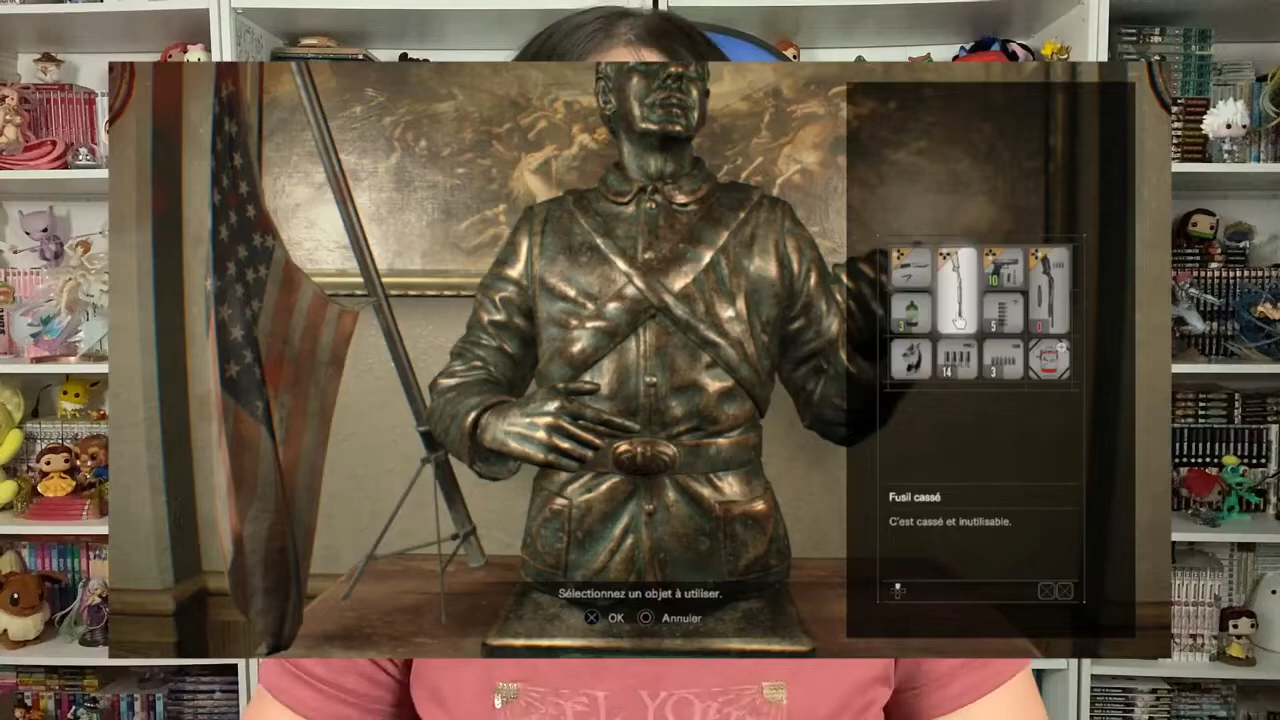 10
3
5
0
14
3
Fusil cassé
C'est cassé et inutilisable.
Sélectionnez un objet à utiliser.
OK
Annuler